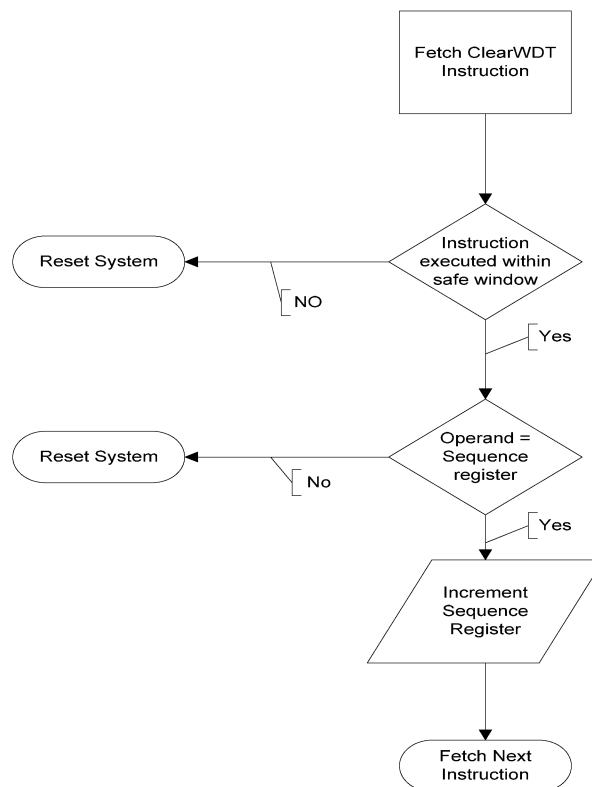 Fetch ClearWDT
Instruction
Reset System
Instruction
executed within
safe window
NO
Yes
Reset System
Operand =
Sequence
register
No
Yes
Increment
Sequence
Register
Fetch Next
Instruction